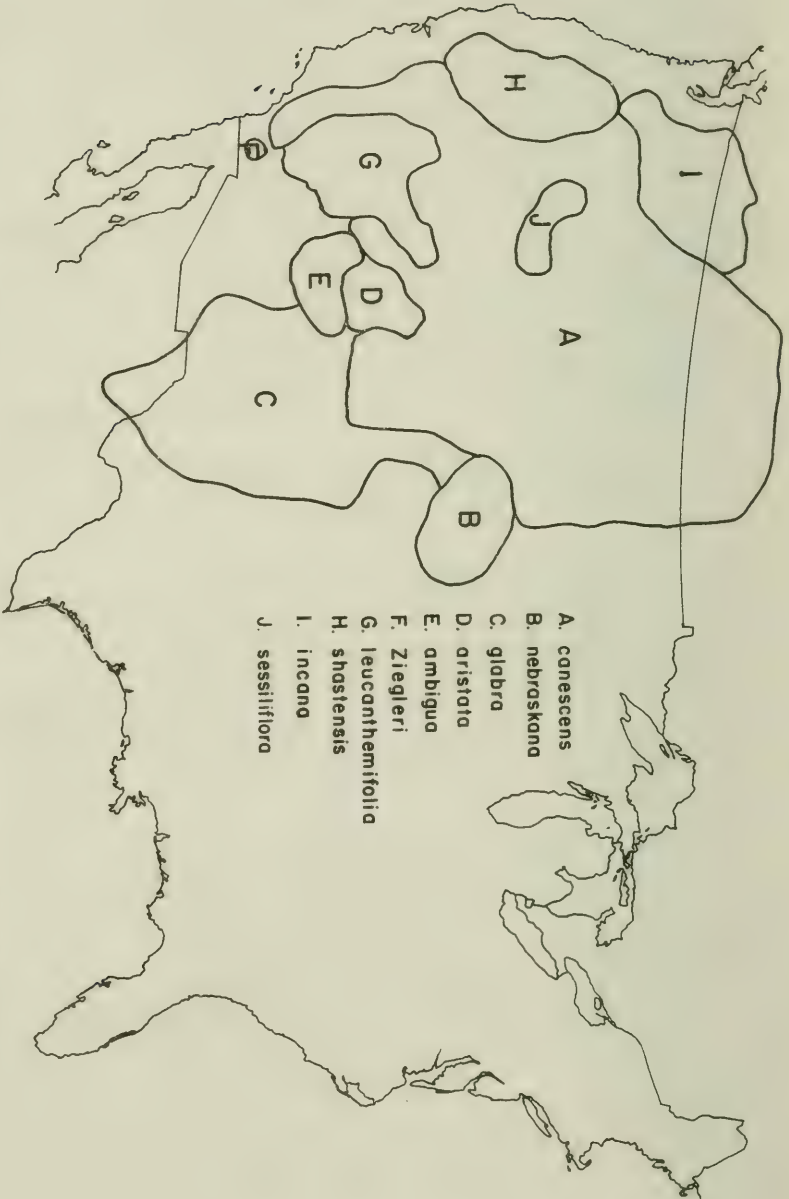 A. canescens
B. nebraskana
C. glabra
D. aristata
E. ambigua
F. Ziegleri
G. leucanthemifolia
H. shastensis
I. incana
J. sessiliflora
I
H
J
A
G
D
E
F
B
C